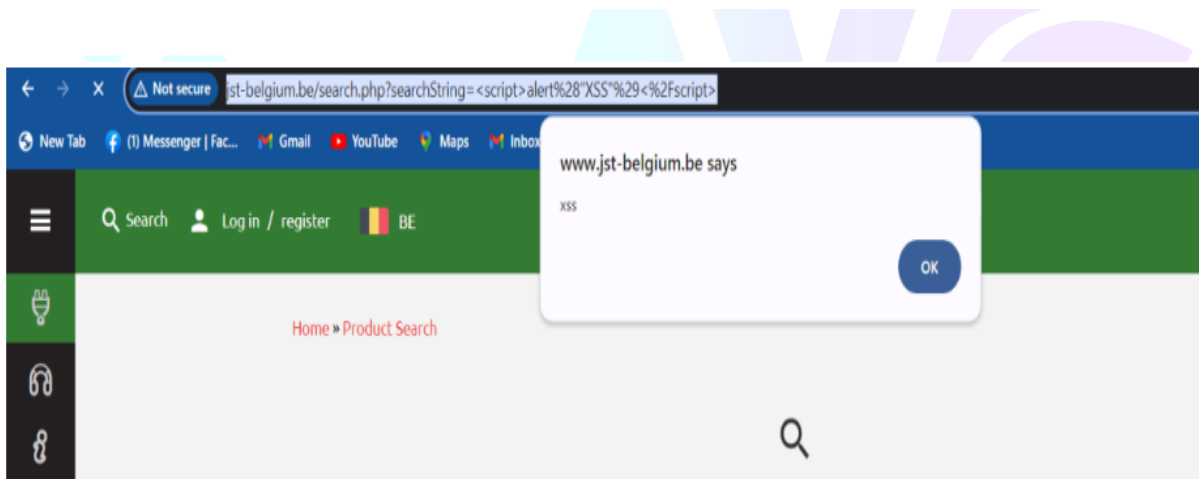 Not secure jst-belgium.be/search.php?searchString=<script>alert%28"XSS"%29<%2Fscript>
New Tab (1) Messenger | Fac... Gmail YouTube Maps Inbox
www.jst-belgium.be says
xss
OK
Search Log in / register BE
Home » Product Search